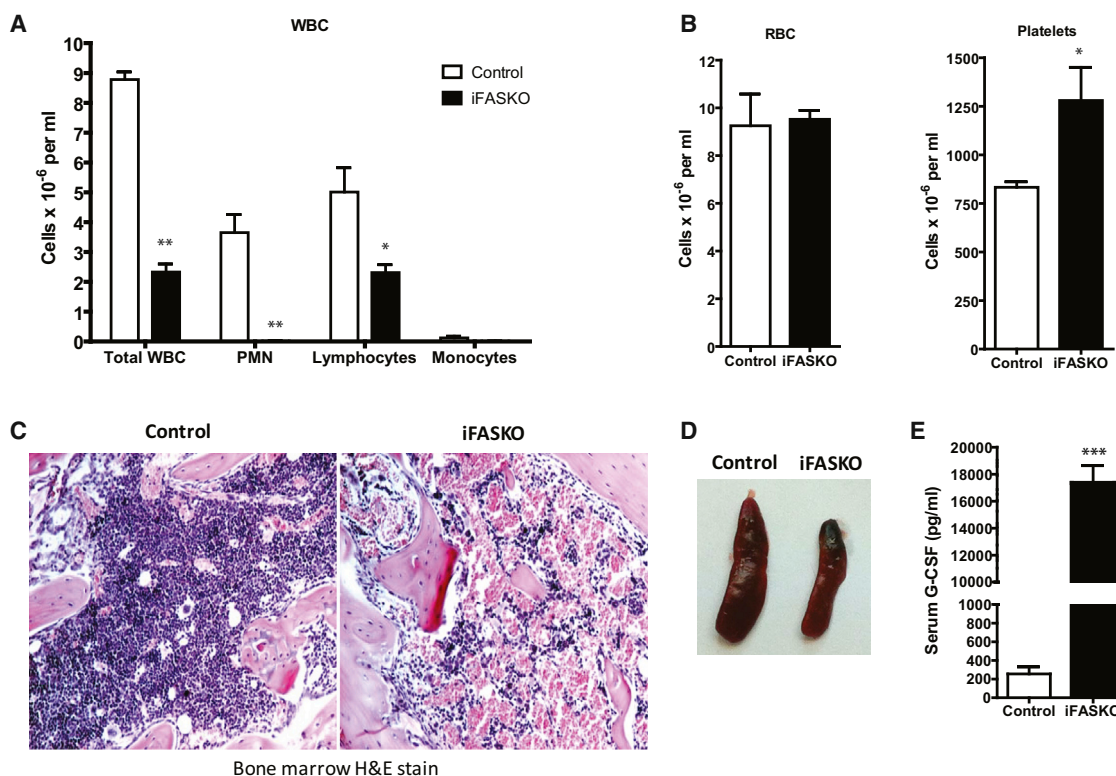 A
WBC
Cells x 10⁻⁶ per ml
10
9
8
7
6
5
4
3
2
1
0
Control
iFASKO
**
**
*
Total WBC PMN Lymphocytes Monocytes
B
RBC
Cells x 10⁻⁶ per ml
12
10
8
6
4
2
0
Control iFASKO
Platelets
Cells x 10⁻⁶ per ml
1500
1250
1000
750
500
250
0
*
Control iFASKO
C
Control iFASKO
Bone marrow H&E stain
D
Control iFASKO
E
Serum G-CSF (pg/ml)
20000
18000
16000
14000
12000
10000
1000
800
600
400
200
0
***
Control iFASKO